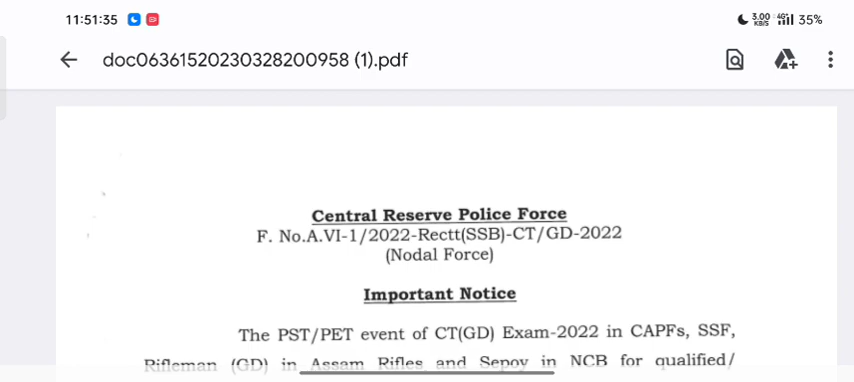 11:51:35 3.00 KB/S 4G 35%
doc06361520230328200958 (1).pdf
Central Reserve Police Force
F. No.A.VI-1/2022-Rectt(SSB)-CT/GD-2022
(Nodal Force)
Important Notice
The PST/PET event of CT(GD) Exam-2022 in CAPFs, SSF,
Rifleman (GD) in Assam Rifles and Sepoy in NCB for qualified/